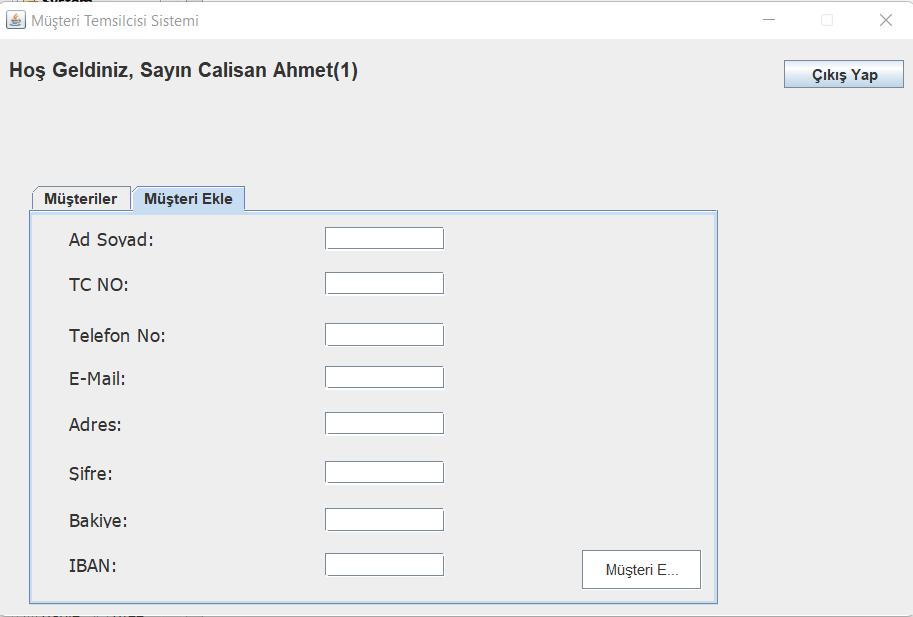 Müşteri Temsilcisi Sistemi
Hoş Geldiniz, Sayın Calisan Ahmet(1)
Çıkış Yap
Müşteriler
Müşteri Ekle
Ad Soyad:
TC NO:
Telefon No:
E-Mail:
Adres:
Şifre:
Bakiye:
IBAN:
Müşteri E...